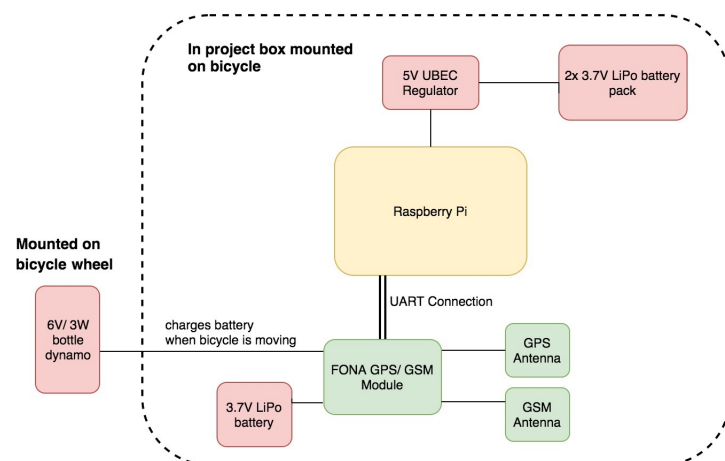 In project box mounted
on bicycle
5V UBEC
Regulator
2x 3.7V LiPo battery
pack
Raspberry Pi
Mounted on
bicycle wheel
UART Connection
6V/ 3W
bottle
dynamo
charges battery
when bicycle is moving
FONA GPS/ GSM
Module
GPS
Antenna
3.7V LiPo
battery
GSM
Antenna